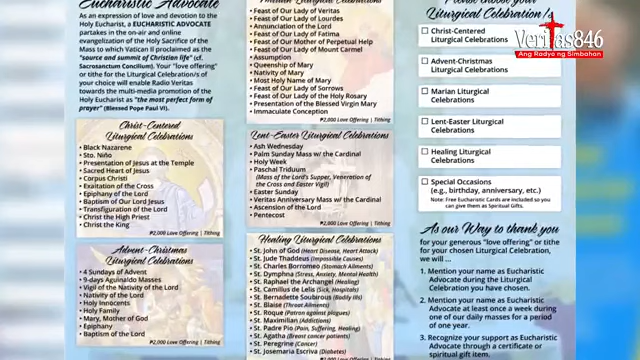 Eucharistic Advocate
As an expression of love and devotion to the
Holy Eucharist, a EUCHARISTIC ADVOCATE
partakes in the on-air and online
evangelization of the Holy Sacrifice of the
Mass to which Vatican II proclaimed as the
"source and summit of Christian life" (cf.
Sacrosanctum Concilium). Your "love offering"
or tithe for the Liturgical Celebration/s of
your choice will enable Radio Veritas
towards the multi-media promotion of the
Holy Eucharist as "the most perfect form of
prayer" (Blessed Pope Paul VI).
Christ-Centered
Liturgical Celebrations
• Black Nazarene
• Sto. Niño
• Presentation of Jesus at the Temple
• Sacred Heart of Jesus
• Corpus Christi
• Exaltation of the Cross
• Epiphany of the Lord
• Baptism of Our Lord Jesus
• Transfiguration of the Lord
• Christ the High Priest
• Christ the King
₱2,000 Love Offering | Tithing
Advent-Christmas
Liturgical Celebrations
• 4 Sundays of Advent
• 9-days Aguinaldo Masses
• Vigil of the Nativity of the Lord
• Nativity of the Lord
• Holy Innocents
• Holy Family
• Mary, Mother of God
• Epiphany
• Baptism of the Lord
₱2,000 Love Offering | Tithing
• Feast of Our Lady of Veritas
• Feast of Our Lady of Lourdes
• Annunciation of the Lord
• Feast of Our Lady of Fatima
• Feast of Our Mother of Perpetual Help
• Feast of Our Lady of Mount Carmel
• Assumption
• Queenship of Mary
• Nativity of Mary
• Most Holy Name of Mary
• Feast of Our Lady of Sorrows
• Feast of Our Lady of the Holy Rosary
• Presentation of the Blessed Virgin Mary
• Immaculate Conception
₱2,000 Love Offering | Tithing
Lent-Easter Liturgical Celebrations
• Ash Wednesday
• Palm Sunday Mass w/ the Cardinal
• Holy Week
• Paschal Triduum
(Mass of the Lord's Supper, Veneration of
the Cross and Easter Vigil)
• Easter Sunday
• Veritas Anniversary Mass w/ the Cardinal
• Ascension of the Lord
• Pentecost
₱2,000 Love Offering | Tithing
Healing Liturgical Celebrations
• St. John of God (Heart Disease, Heart Attack)
• St. Jude Thaddeus (Impossible Causes)
• St. Charles Borromeo (Stomach Ailments)
• St. Dymphna (Stress, Anxiety, Mental Health)
• St. Raphael the Archangel (Healing)
• St. Camillus de Lelis (Sick, Hospitals)
• St. Bernadette Soubirous (Bodily Ills)
• St. Blaise (Throat Ailments)
• St. Roque (Patron against plagues)
• St. Maximilian (Addictions)
• St. Padre Pio (Pain, Suffering, Healing)
• St. Agatha (Breast cancer patients)
• St. Peregrine (Cancer)
• St. Josemaria Escriva (Diabetes)
Liturgical Celebration/s
Christ-Centered
Liturgical Celebrations
Advent-Christmas
Liturgical Celebrations
Marian Liturgical
Celebrations
Lent-Easter Liturgical
Celebrations
Healing Liturgical
Celebrations
Special Occasions
(e.g., birthday, anniversary, etc.)
Note: Free Eucharistic Cards are included so
you can give them as Spiritual Gifts.
As our Way to thank you
for your generous "love offering" or tithe
for your chosen Liturgical Celebration,
we will ...
1. Mention your name as Eucharistic
Advocate during the Liturgical
Celebration you have chosen.
2. Mention your name as Eucharistic
Advocate at least once a week during
one of our daily masses for a period
of one year.
3. Recognize your support as Eucharistic
Advocate through a certificate or
spiritual gift item.
Veritas846
Ang Radyo ng Simbahan